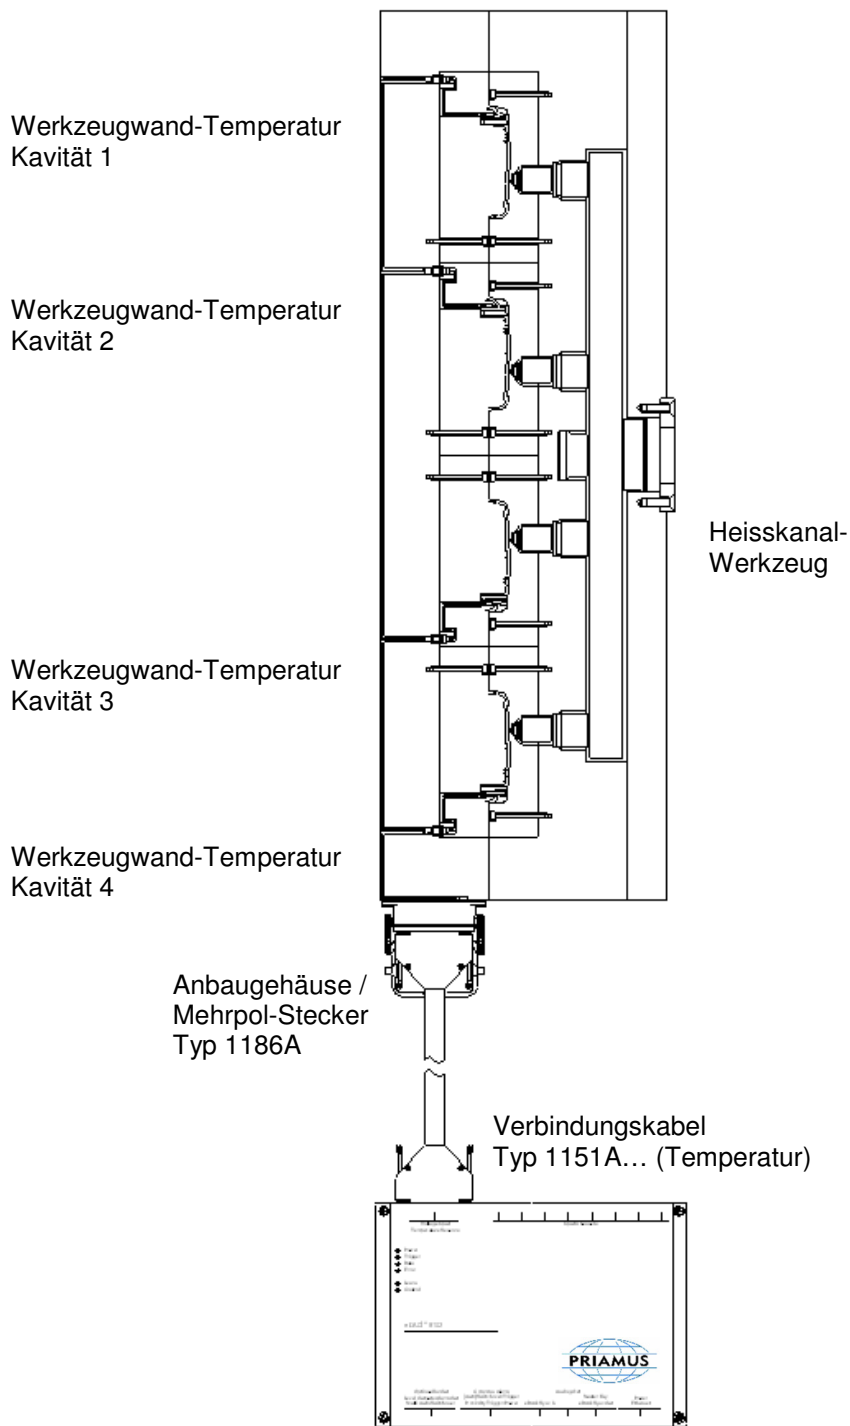 Werkzeugwand-Temperatur
Kavität 1
Werkzeugwand-Temperatur
Kavität 2
Heisskanal-
Werkzeug
Werkzeugwand-Temperatur
Kavität 3
Werkzeugwand-Temperatur
Kavität 4
Anbaugehäuse /
Mehrpol-Stecker
Typ 1186A
Verbindungskabel
Typ 1151A… (Temperatur)
PRIAMUS